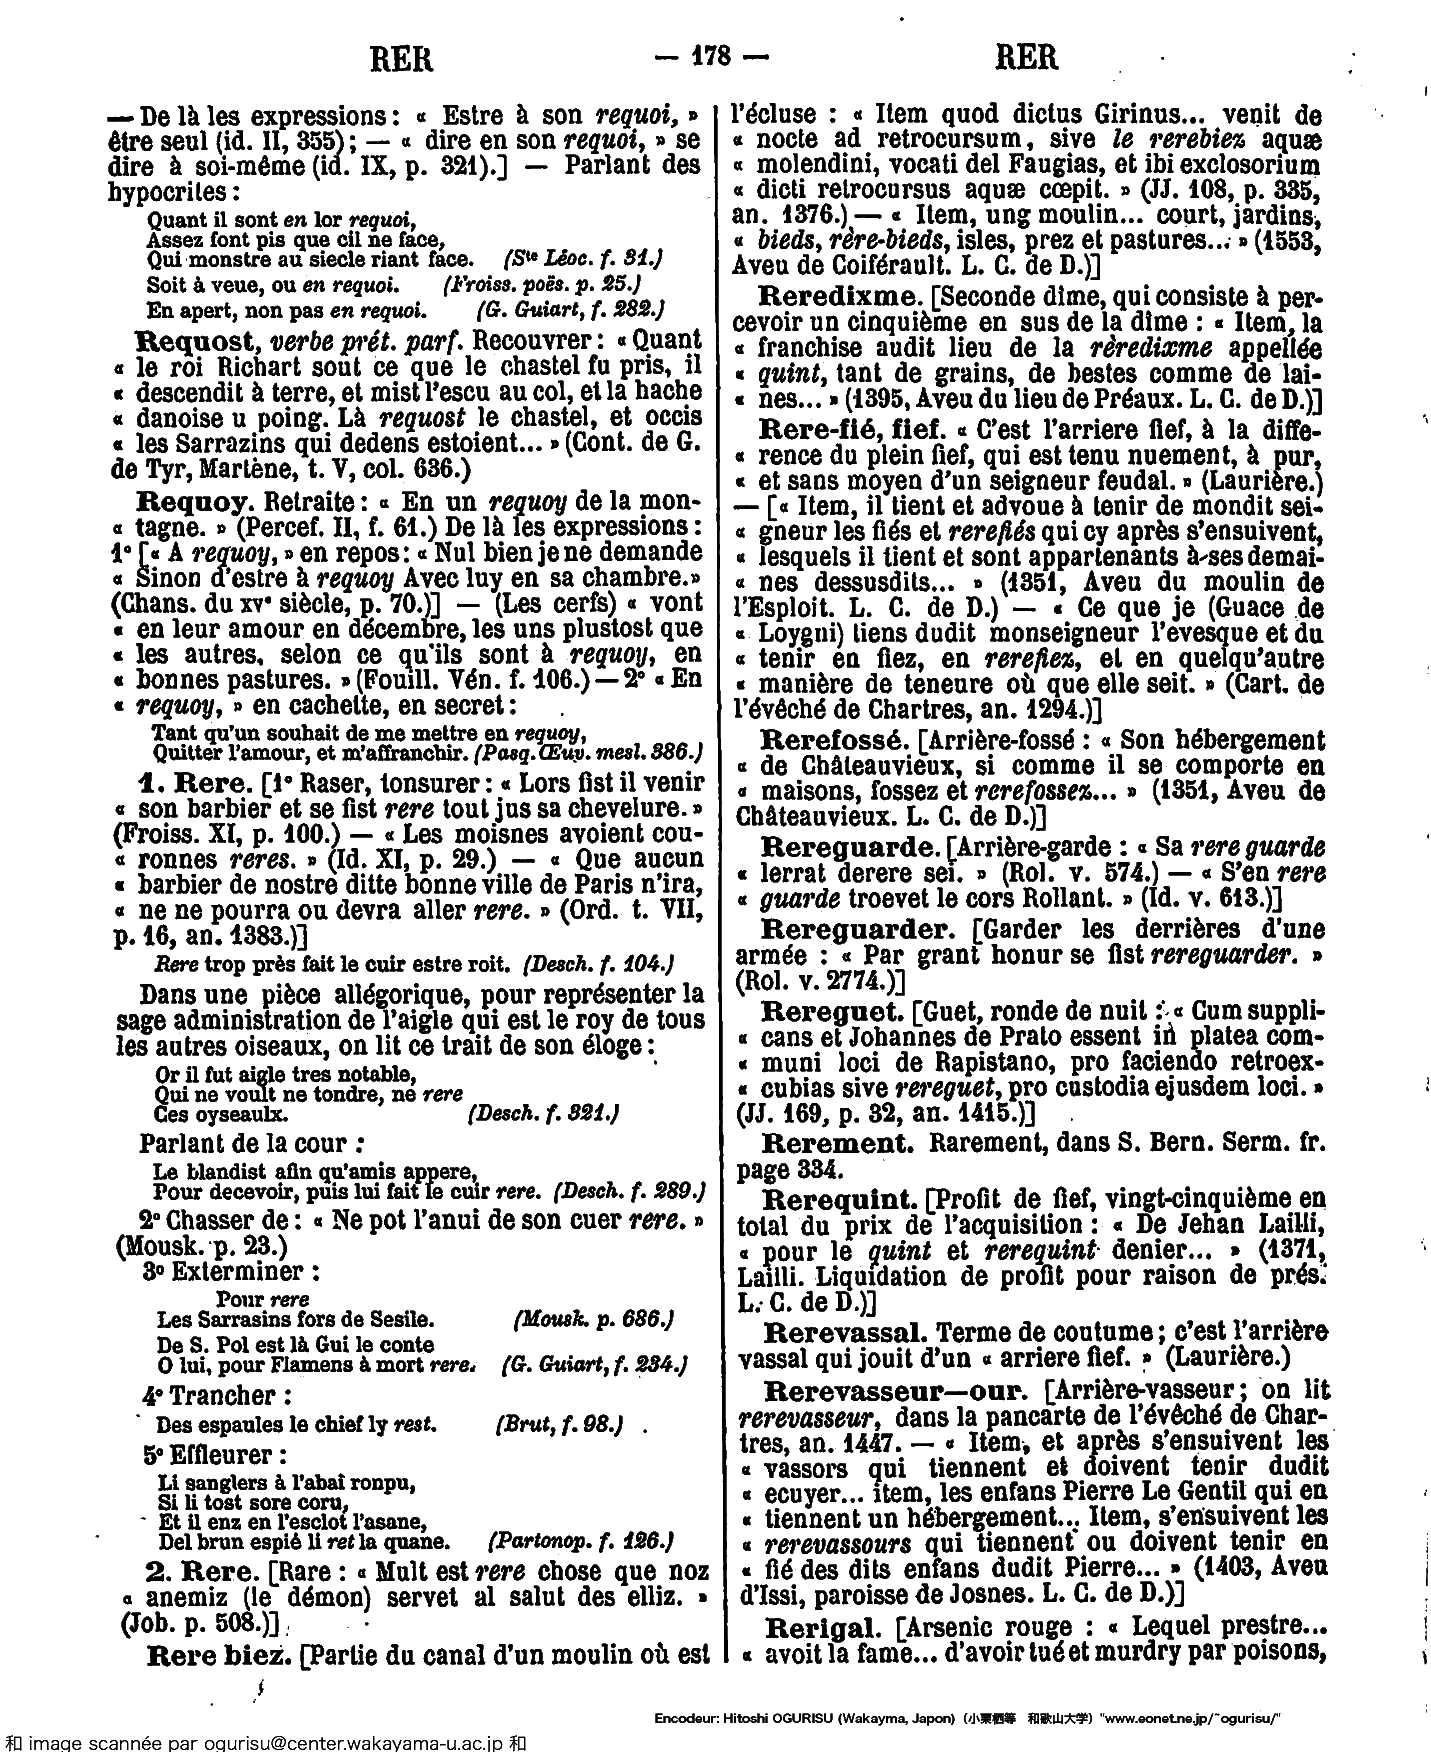 RER — 178 — RER
— De là les expressions : « Estre à son requoi, »
être seul (id. II, 355) ; — « dire en son requoi, » se
dire à soi-même (id. IX, p. 321).] — Parlant des
hypocrites :
Quant il sont en lor requoi,
Assez font pis que cil ne face,
Qui monstre au siecle riant face. (Ste Léoc. f. 31.)
Soit à veue, ou en requoi. (Froiss. poës. p. 25.)
En apert, non pas en requoi. (G. Guiart, f. 282.)
Requost, verbe prét. parf. Recouvrer : « Quant
« le roi Richart sout ce que le chastel fu pris, il
« descendit à terre, et mist l'escu au col, et la hache
« danoise u poing. Là requost le chastel, et occis
« les Sarrazins qui dedens estoient... » (Cont. de G.
de Tyr, Martène, t. V, col. 636.)
Requoy. Retraite : « En un requoy de la mon-
« tagne. » (Percef. II, f. 61.) De là les expressions :
1° [« A requoy, » en repos : « Nul bien je ne demande
« Sinon d'estre à requoy Avec luy en sa chambre. »
(Chans. du xve siècle, p. 70.)] — (Les cerfs) « vont
« en leur amour en décembre, les uns plustost que
« les autres, selon ce qu'ils sont à requoy, en
« bonnes pastures. » (Fouill. Vén. f. 106.) — 2° « En
« requoy, » en cachette, en secret :
Tant qu'un souhait de me mettre en requoy,
Quitter l'amour, et m'affranchir. (Pasq. Œuv. mesl. 386.)
1. Rere. [1° Raser, tonsurer : « Lors fist il venir
« son barbier et se fist rere tout jus sa chevelure. »
(Froiss. XI, p. 100.) — « Les moisnes avoient cou-
« ronnes reres. » (Id. XI, p. 29.) — « Que aucun
« barbier de nostre ditte bonne ville de Paris n'ira,
« ne ne pourra ou devra aller rere. » (Ord. t. VII,
p. 16, an. 1383.)]
Rere trop près fait le cuir estre roit. (Desch. f. 104.)
Dans une pièce allégorique, pour représenter la
sage administration de l'aigle qui est le roy de tous
les autres oiseaux, on lit ce trait de son éloge :
Or il fut aigle tres notable,
Qui ne voult ne tondre, ne rere
Ces oyseaulx. (Desch. f. 321.)
Parlant de la cour :
Le blandist afin qu'amis appere,
Pour decevoir, puis lui fait le cuir rere. (Desch. f. 289.)
2° Chasser de : « Ne pot l'anui de son cuer rere. »
(Mousk. p. 23.)
3° Exterminer :
Pour rere
Les Sarrasins fors de Sesile. (Mousk. p. 686.)
De S. Pol est là Gui le conte
O lui, pour Flamens à mort rere. (G. Guiart, f. 234.)
4° Trancher :
Des espaules le chief ly rest. (Brut, f. 98.)
5° Effleurer :
Li sanglers à l'abaî ronpu,
Si li tost sore coru,
Et il enz en l'esclot l'asane,
Del brun espié li ret la quane. (Partonop. f. 126.)
2. Rere. [Rare : « Mult est rere chose que noz
« anemiz (le démon) servet al salut des elliz. »
(Job. p. 508.)]
Rere biez. [Partie du canal d'un moulin où est
l'écluse : « Item quod dictus Girinus... venit de
« nocte ad retrocursum, sive le rerebiez aquæ
« molendini, vocati del Faugias, et ibi exclosorium
« dicti retrocursus aquæ cœpit. » (JJ. 108, p. 335,
an. 1376.) — « Item, ung moulin... court, jardins,
« bieds, rère-bieds, isles, prez et pastures... » (1553,
Aveu de Coiférault. L. C. de D.)]
Reredixme. [Seconde dîme, qui consiste à per-
cevoir un cinquième en sus de la dîme : « Item, la
« franchise audit lieu de la rèredixme appellée
« quint, tant de grains, de bestes comme de lai-
« nes... » (1395, Aveu du lieu de Préaux. L. C. de D.)]
Rere-fié, fief. « C'est l'arriere fief, à la diffe-
« rence du plein fief, qui est tenu nuement, à pur,
« et sans moyen d'un seigneur feudal. » (Laurière.)
— [« Item, il tient et advoue à tenir de mondit sei-
« gneur les fiés et rerefiés qui cy après s'ensuivent,
« lesquels il tient et sont appartenants à ses demai-
« nes dessusdits... » (1351, Aveu du moulin de
l'Esploit. L. C. de D.) — « Ce que je (Guace de
« Loygni) tiens dudit monseigneur l'evesque et du
« tenir en fiez, en rerefiez, et en quelqu'autre
« manière de teneure où que elle seit. » (Cart. de
l'évêché de Chartres, an. 1294.)]
Rerefossé. [Arrière-fossé : « Son hébergement
« de Châteauvieux, si comme il se comporte en
« maisons, fossez et rerefossez... » (1351, Aveu de
Châteauvieux. L. C. de D.)]
Rereguarde. [Arrière-garde : « Sa rere guarde
« lerrat derere sei. » (Rol. v. 574.) — « S'en rere
« guarde troevet le cors Rollant. » (Id. v. 613.)]
Rereguarder. [Garder les derrières d'une
armée : « Par grant honur se fist rereguarder. »
(Rol. v. 2774.)]
Rereguet. [Guet, ronde de nuit : « Cum suppli-
« cans et Johannes de Prato essent in platea com-
« muni loci de Rapistano, pro faciendo retroex-
« cubias sive rereguet, pro custodia ejusdem loci. »
(JJ. 169, p. 32, an. 1415.)]
Rerement. Rarement, dans S. Bern. Serm. fr.
page 334.
Rerequint. [Profit de fief, vingt-cinquième en
total du prix de l'acquisition : « De Jehan Lailli,
« pour le quint et rerequint denier... » (1371,
Lailli. Liquidation de profit pour raison de prés.
L. C. de D.)]
Rerevassal. Terme de coutume ; c'est l'arrière
vassal qui jouit d'un « arriere fief. » (Laurière.)
Rerevasseur—our. [Arrière-vasseur ; on lit
rerevasseur, dans la pancarte de l'évêché de Char-
tres, an. 1447. — « Item, et après s'ensuivent les
« vassors qui tiennent et doivent tenir dudit
« ecuyer... item, les enfans Pierre Le Gentil qui en
« tiennent un hébergement... Item, s'ensuivent les
« rerevassours qui tiennent ou doivent tenir en
« fié des dits enfans dudit Pierre... » (1403, Aveu
d'Issi, paroisse de Josnes. L. C. de D.)]
Rerigal. [Arsenic rouge : « Lequel prestre...
« avoit la fame... d'avoir tué et murdry par poisons,
Encodeur: Hitoshi OGURISU (Wakayma, Japon) (小栗栖等 和歌山大学) "www.eonet.ne.jp/~ogurisu/"
和 image scannée par ogurisu@center.wakayama-u.ac.jp 和